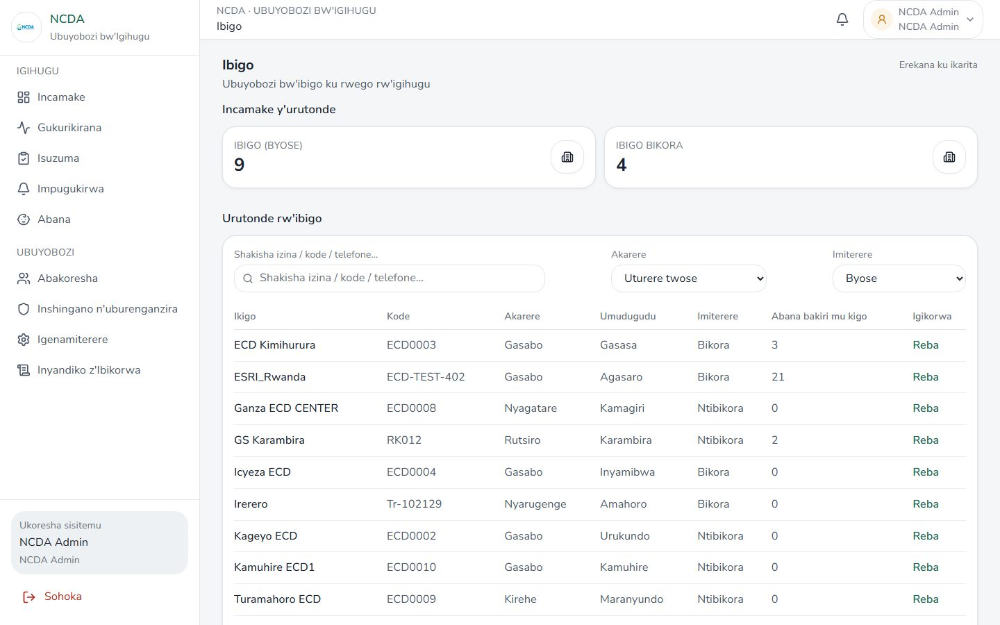 NCDA
NCDA
Ubuyobozi bw'Igihugu
IGIHUGU
Incamake
Gukurikirana
Isuzuma
Impugukirwa
Abana
UBUYOBOZI
Abakoresha
Inshingano n'uburenganzira
Igenamiterere
Inyandiko z'Ibikorwa
Ukoresha sisitemu
NCDA Admin
NCDA Admin
Sohoka
NCDA · UBUYOBOZI BW'IGIHUGU
Ibigo
NCDA Admin
NCDA Admin
Ibigo
Erekana ku ikarita
Ubuyobozi bw'ibigo ku rwego rw'igihugu
Incamake y'urutonde
IBIGO (BYOSE)
9
IBIGO BIKORA
4
Urutonde rw'ibigo
Shakisha izina / kode / telefone...
Shakisha izina / kode / telefone...
Akarere
Uturere twose
Imiterere
Byose
Ikigo Kode Akarere Umudugudu Imiterere Abana bakiri mu kigo Igikorwa
ECD Kimihurura ECD0003 Gasabo Gasasa Bikora 3 Reba
ESRI_Rwanda ECD-TEST-402 Gasabo Agasaro Bikora 21 Reba
Ganza ECD CENTER ECD0008 Nyagatare Kamagiri Ntibikora 0 Reba
GS Karambira RK012 Rutsiro Karambira Ntibikora 2 Reba
Icyeza ECD ECD0004 Gasabo Inyamibwa Bikora 0 Reba
Irerero Tr-102129 Nyarugenge Amahoro Bikora 0 Reba
Kageyo ECD ECD0002 Gasabo Urukundo Ntibikora 0 Reba
Kamuhire ECD1 ECD0010 Gasabo Kamuhire Ntibikora 0 Reba
Turamahoro ECD ECD0009 Kirehe Maranyundo Ntibikora 0 Reba